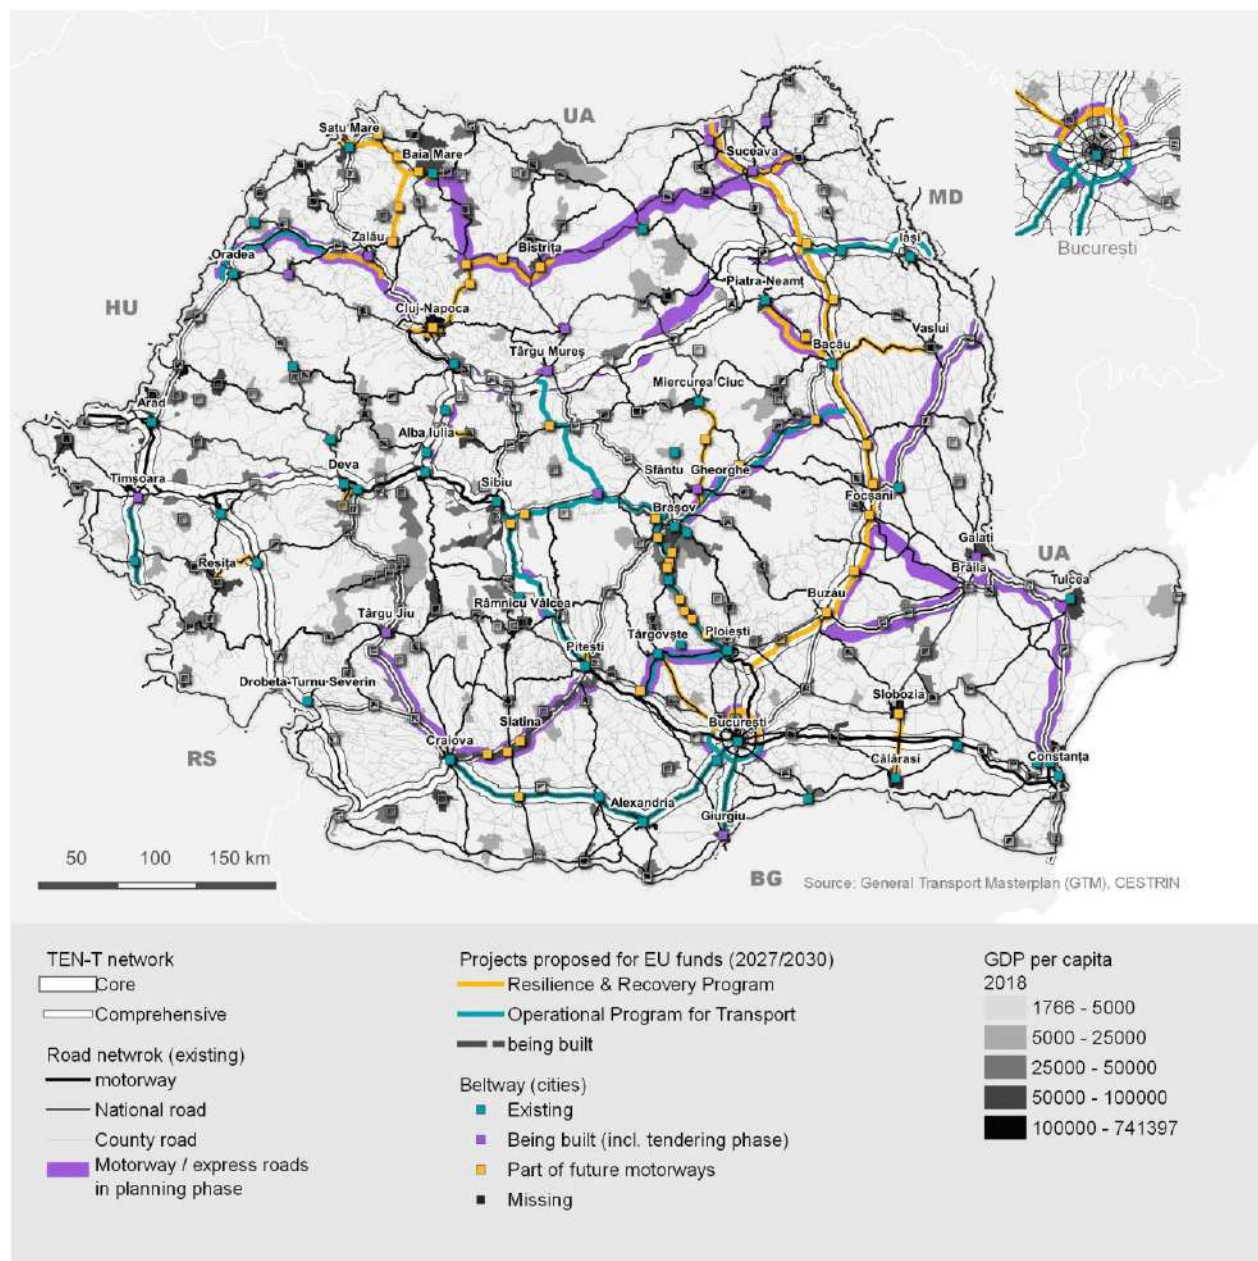 UA
Satu Mare
Baia Mare
Suceava
MD
București
Zalău
Iași
Oradea
Bistrița
Piatra-Neamț
HU
Cluj-Napoca
Vaslui
Târgu Mureș
Bacău
Miercurea Ciuc
Arad
Alba Iulia
Deva
Sfântu Gheorghe
Timșoara
Sibiu
Focșani
Brașov
Galați
UA
Reșița
Brăila
Tulcea
Buzău
Râmnicu Vâlcea
Târgu Jiu
Târgovște
Ploiești
Pitești
Drobeta-Turnu-Severin
Slobozia
Slatina
București
RS
Craiova
Constanța
Călărasi
Alexandria
Giurgiu
50 100 150 km
BG
Source: General Transport Masterplan (GTM), CESTRIN
TEN-T network
Core
Comprehensive
Road netwrok (existing)
motorway
National road
County road
Motorway / express roads
in planning phase
Projects proposed for EU funds (2027/2030)
Resilience & Recovery Program
Operational Program for Transport
being built
Beltway (cities)
Existing
Being built (incl. tendering phase)
Part of future motorways
Missing
GDP per capita
2018
1766 - 5000
5000 - 25000
25000 - 50000
50000 - 100000
100000 - 741397